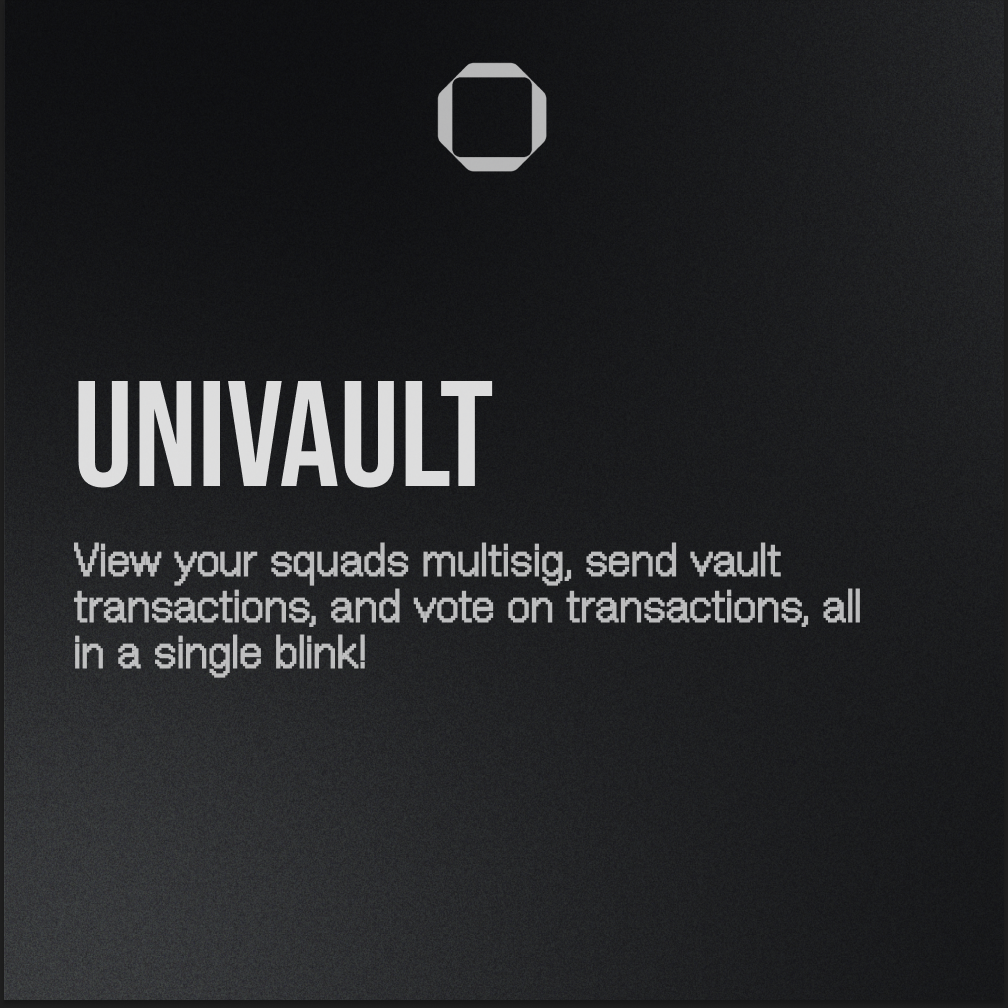 UNIVAULT
View your squads multisig, send vault
transactions, and vote on transactions, all
in a single blink!